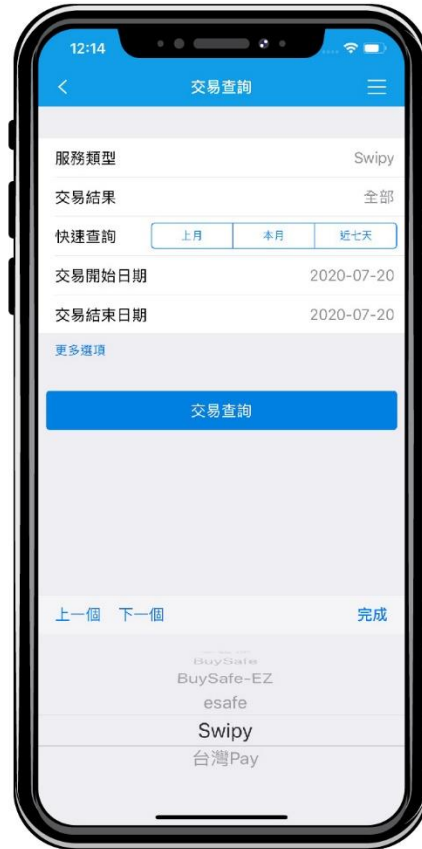 12:14
交易查詢
服務類型 Swipy
交易結果 全部
快速查詢 上月 本月 近七天
交易開始日期 2020-07-20
交易結束日期 2020-07-20
更多選項
交易查詢
上一個 下一個 完成
BuySafe
BuySafe-EZ
esafe
Swipy
台灣Pay